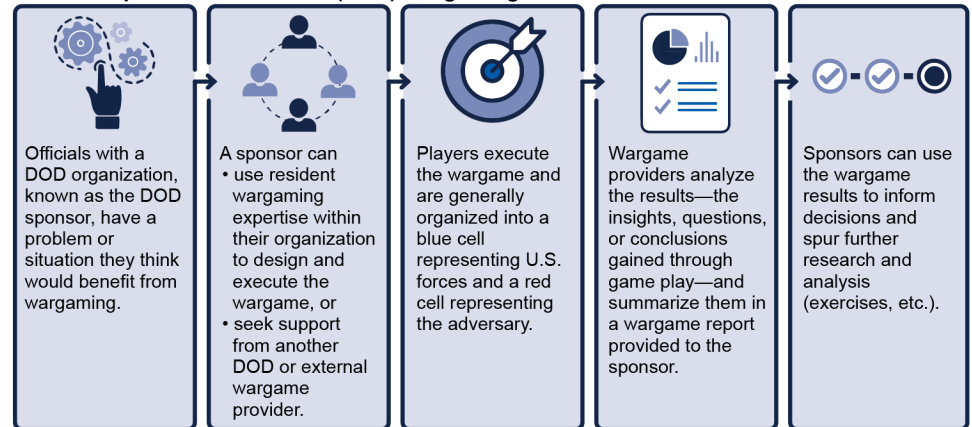 Officials with a
DOD organization,
known as the DOD
sponsor, have a
problem or
situation they think
would benefit from
wargaming.
A sponsor can
• use resident
wargaming
expertise within
their organization
to design and
execute the
wargame, or
• seek support
from another
DOD or external
wargame
provider.
Players execute
the wargame and
are generally
organized into a
blue cell
representing U.S.
forces and a red
cell representing
the adversary.
Wargame
providers analyze
the results—the
insights, questions,
or conclusions
gained through
game play—and
summarize them in
a wargame report
provided to the
sponsor.
Sponsors can use
the wargame
results to inform
decisions and
spur further
research and
analysis
(exercises, etc.).